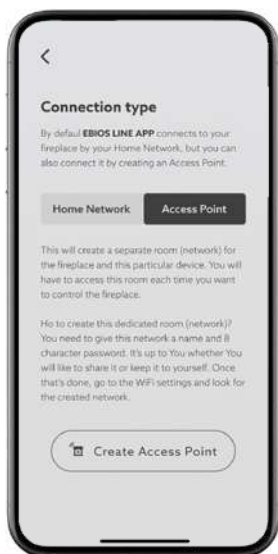 Connection type
By defaul EBIOS LINE APP connects to your
fireplace by your Home Network, but you can
also connect it by creating an Access Point.
Home Network
Access Point
This will create a separate room (network) for
the fireplace and this particular device. You will
have to access this room each time you want
to control the fireplace.
Ho to create this dedicated room (network)?
You need to give this network a name and 8
character password. It's up to You whether You
will like to share it or keep it to yourself. Once
that's done, go to the WiFi settings and look for
the created network.
Create Access Point